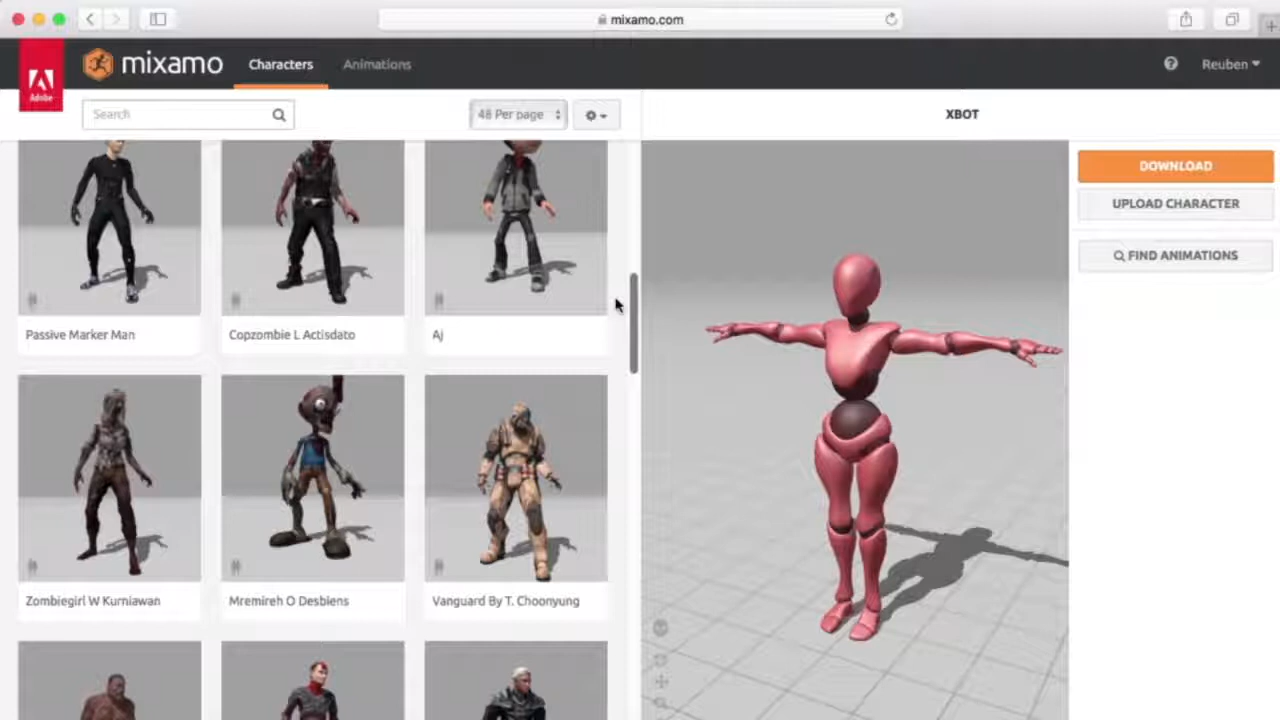 mixamo.com
Adobe
mixamo
Characters
Animations
Reuben
Search
48 Per page
XBOT
DOWNLOAD
UPLOAD CHARACTER
FIND ANIMATIONS
Passive Marker Man
Copzombie L Actisdato
Aj
Zombiegirl W Kurniawan
Mremireh O Desbiens
Vanguard By T. Choonyung